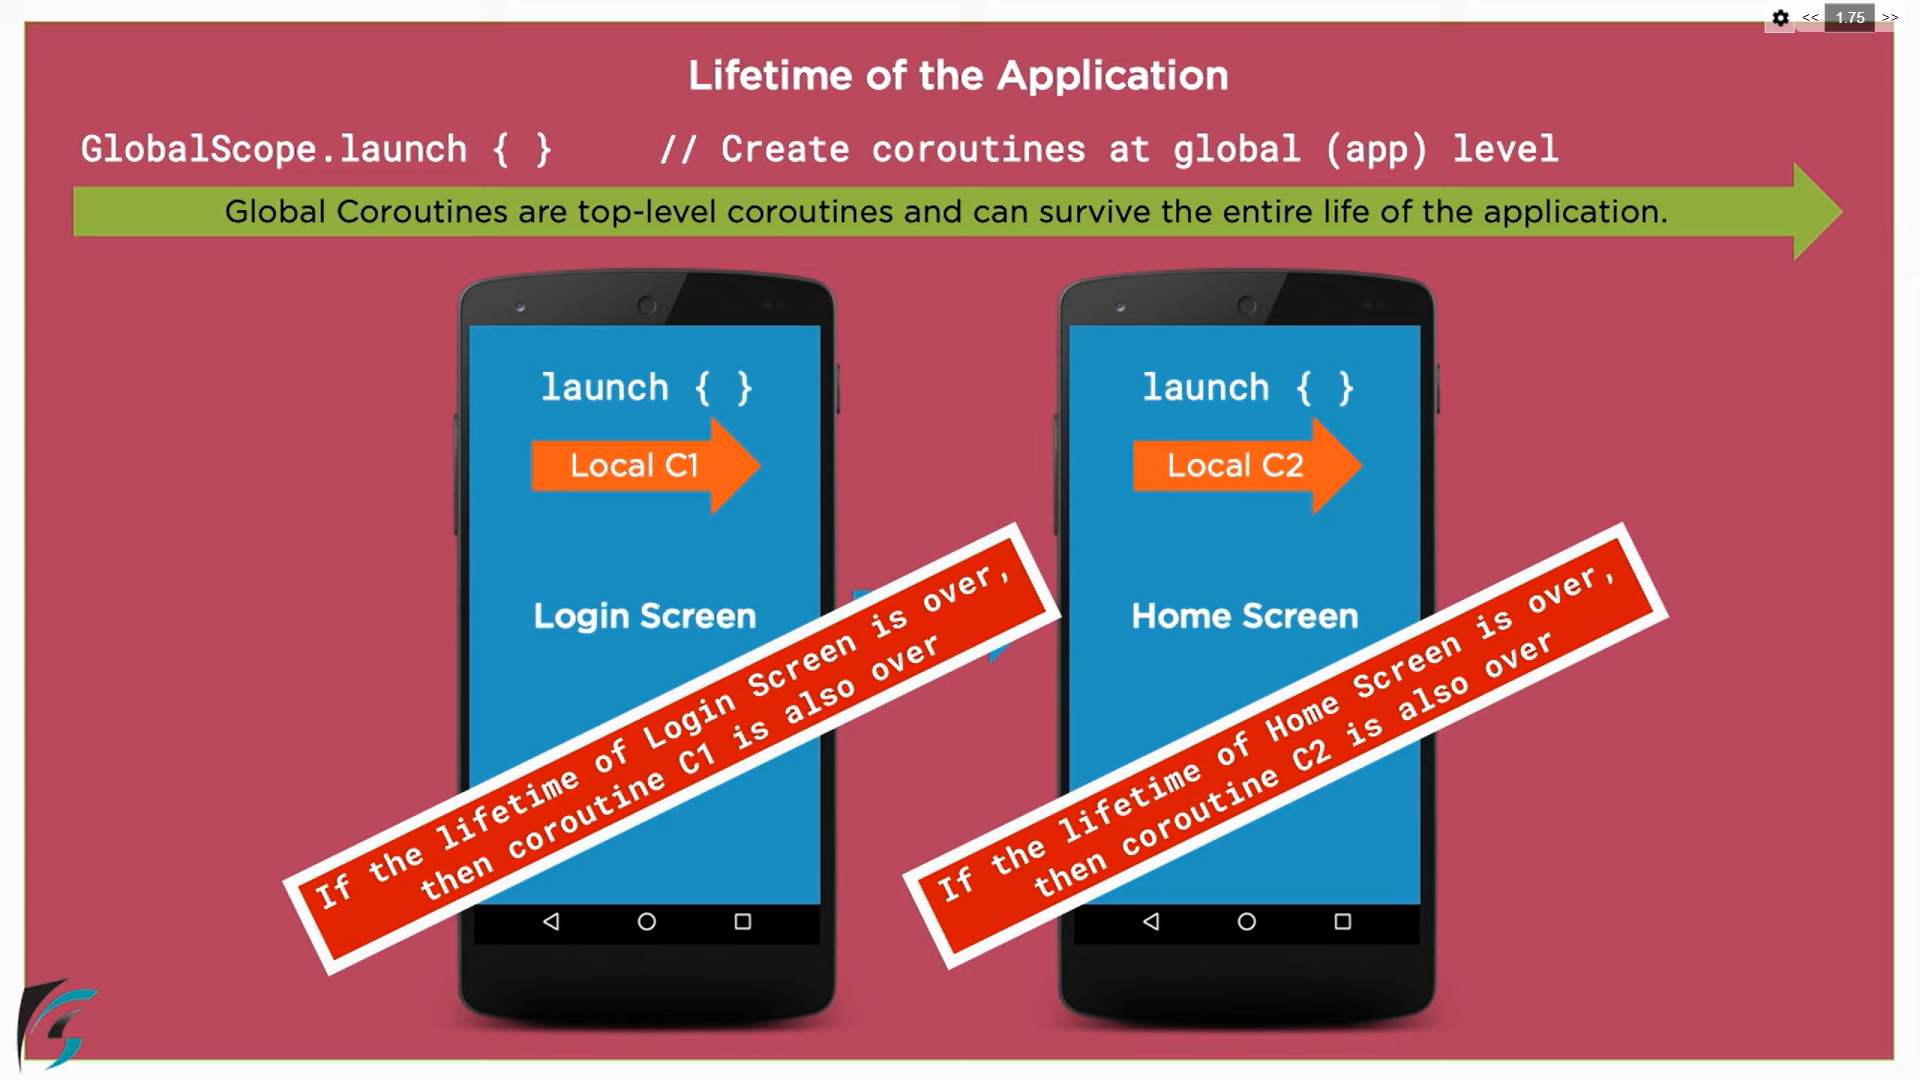 << 1.75 >>
Lifetime of the Application
GlobalScope.launch { } // Create coroutines at global (app) level
Global Coroutines are top-level coroutines and can survive the entire life of the application.
launch { }
Local C1
Login Screen
If the lifetime of Login Screen is over,
then coroutine C1 is also over
launch { }
Local C2
Home Screen
If the lifetime of Home Screen is over,
then coroutine C2 is also over